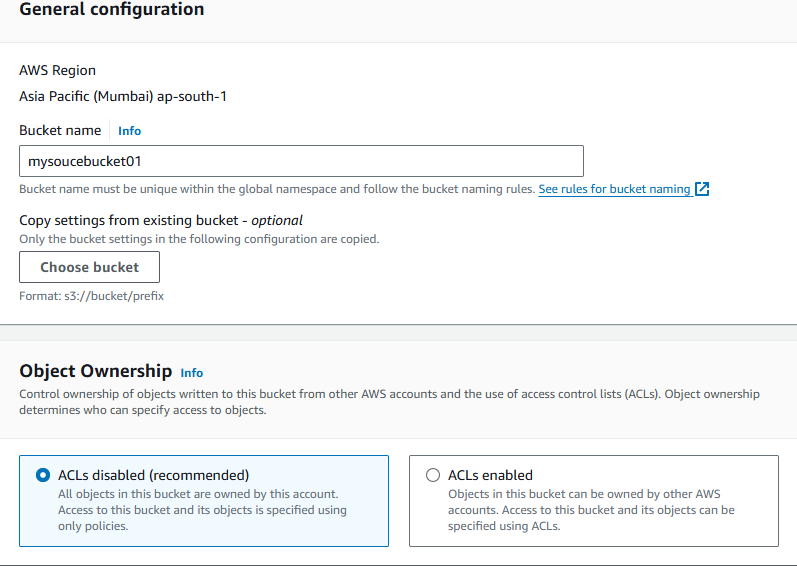 General configuration
AWS Region
Asia Pacific (Mumbai) ap-south-1
Bucket name Info
mysoucebucket01
Bucket name must be unique within the global namespace and follow the bucket naming rules. See rules for bucket naming
Copy settings from existing bucket - optional
Only the bucket settings in the following configuration are copied.
Choose bucket
Format: s3://bucket/prefix
Object Ownership Info
Control ownership of objects written to this bucket from other AWS accounts and the use of access control lists (ACLs). Object ownership
determines who can specify access to objects.
ACLs disabled (recommended)
All objects in this bucket are owned by this account.
Access to this bucket and its objects is specified using
only policies.
ACLs enabled
Objects in this bucket can be owned by other AWS
accounts. Access to this bucket and its objects can be
specified using ACLs.